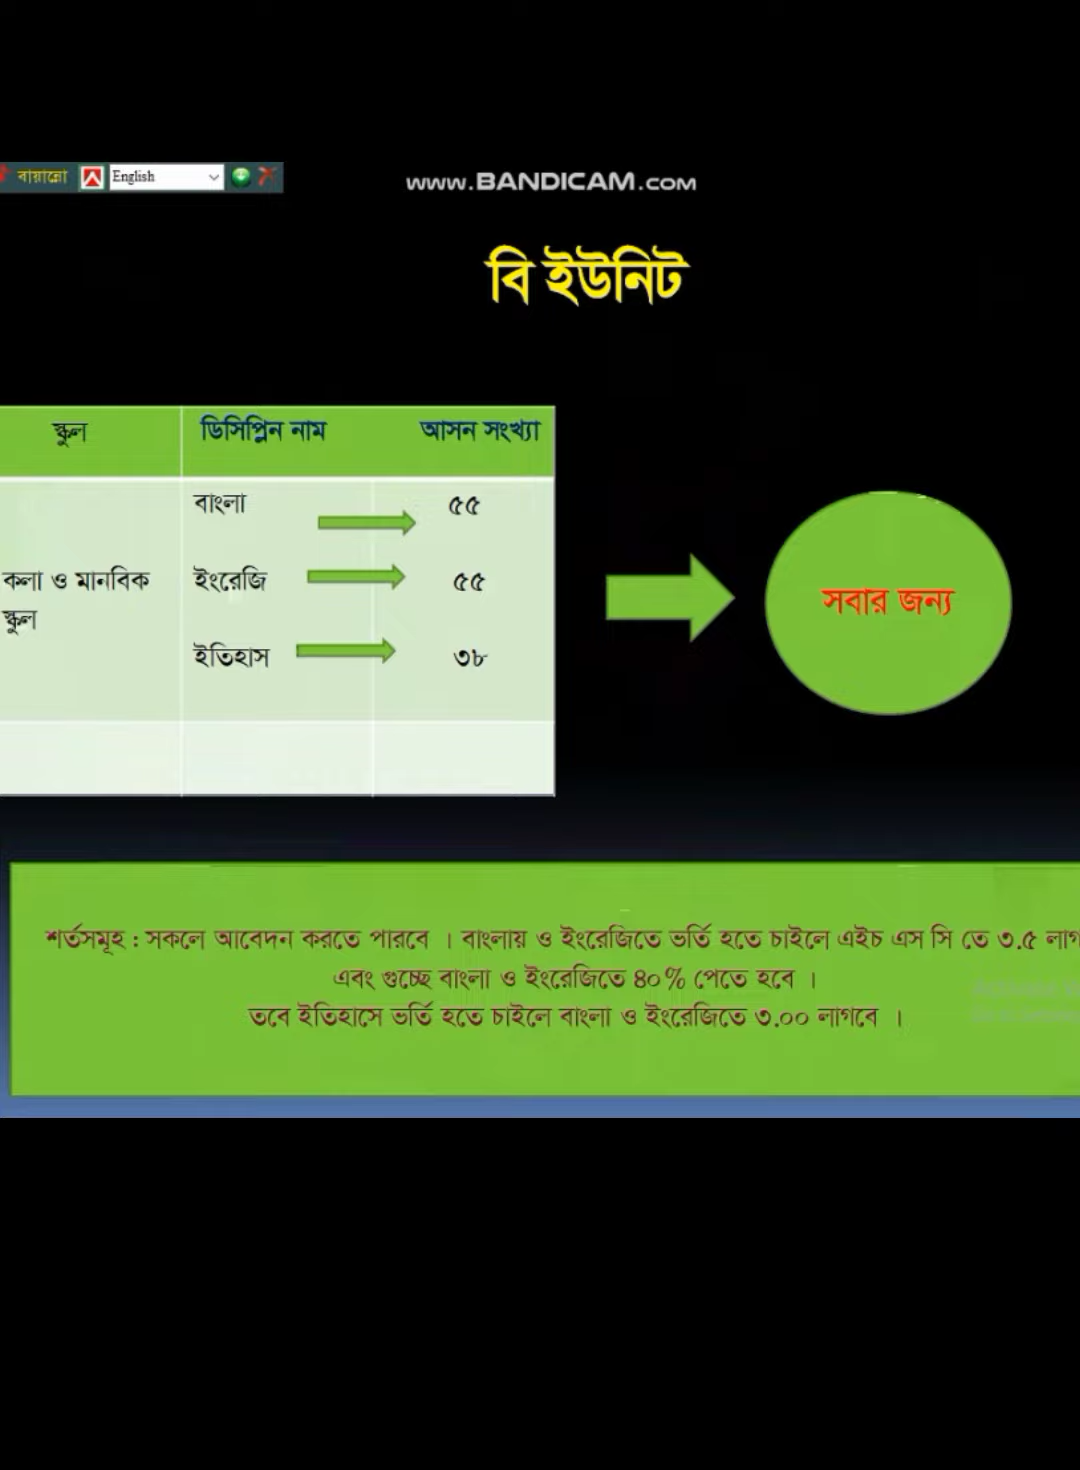 বায়ান্নো English
www.BANDICAM.com
বি ইউনিট
স্কুল ডিসিপ্লিন নাম আসন সংখ্যা
বাংলা ৫৫
কলা ও মানবিক ইংরেজি ৫৫
স্কুল
ইতিহাস ৩৮
সবার জন্য
শর্তসমূহ : সকলে আবেদন করতে পারবে । বাংলায় ও ইংরেজিতে ভর্তি হতে চাইলে এইচ এস সি তে ৩.৫ লাগ
এবং গুচ্ছে বাংলা ও ইংরেজিতে ৪০% পেতে হবে ।
তবে ইতিহাসে ভর্তি হতে চাইলে বাংলা ও ইংরেজিতে ৩.০০ লাগবে ।